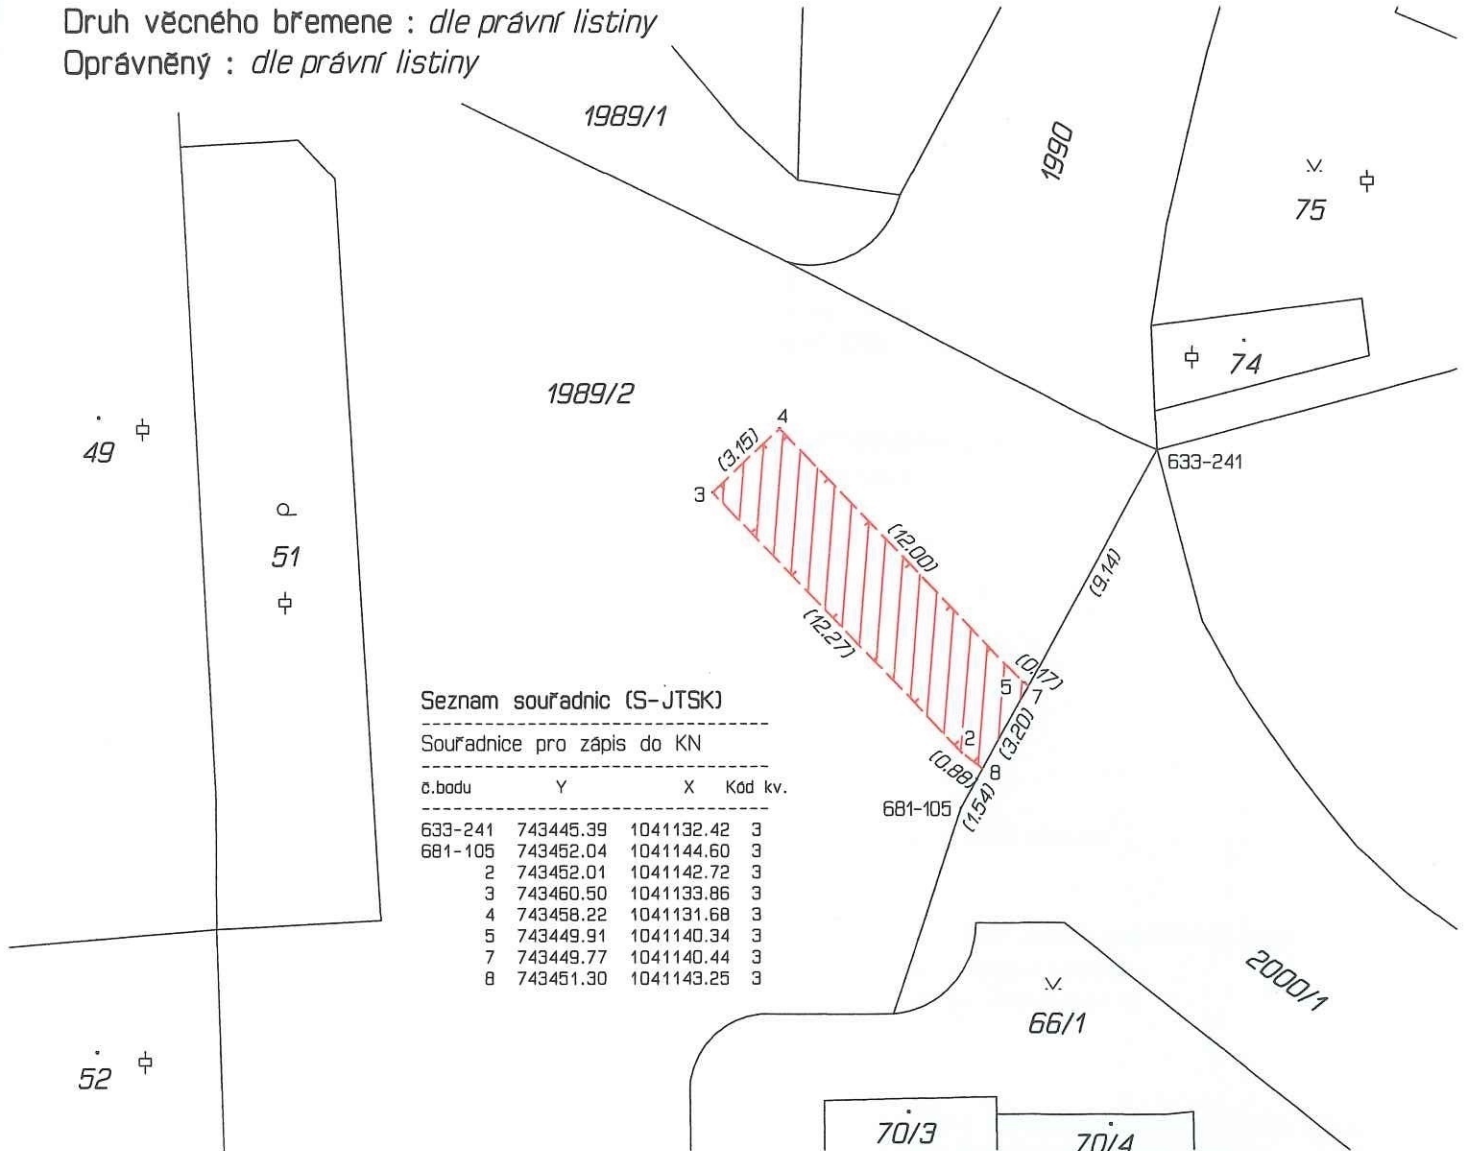 Druh věcného břemene : dle právní listiny
Oprávněný : dle právní listiny
1989/1
1990
75
74
1989/2
49
51
633-241
4
(3.15)
3
(12.00)
(9.14)
(12.27)
(0.17)
5
7
(3.20)
2
8
(0.88)
681-105
(1.54)
Seznam souřadnic (S-JTSK)
Souřadnice pro zápis do KN
č.bodu Y X Kód kv.
633-241 743445.39 1041132.42 3
681-105 743452.04 1041144.60 3
2 743452.01 1041142.72 3
3 743460.50 1041133.86 3
4 743458.22 1041131.68 3
5 743449.91 1041140.34 3
7 743449.77 1041140.44 3
8 743451.30 1041143.25 3
2000/1
66/1
52
70/3
70/4